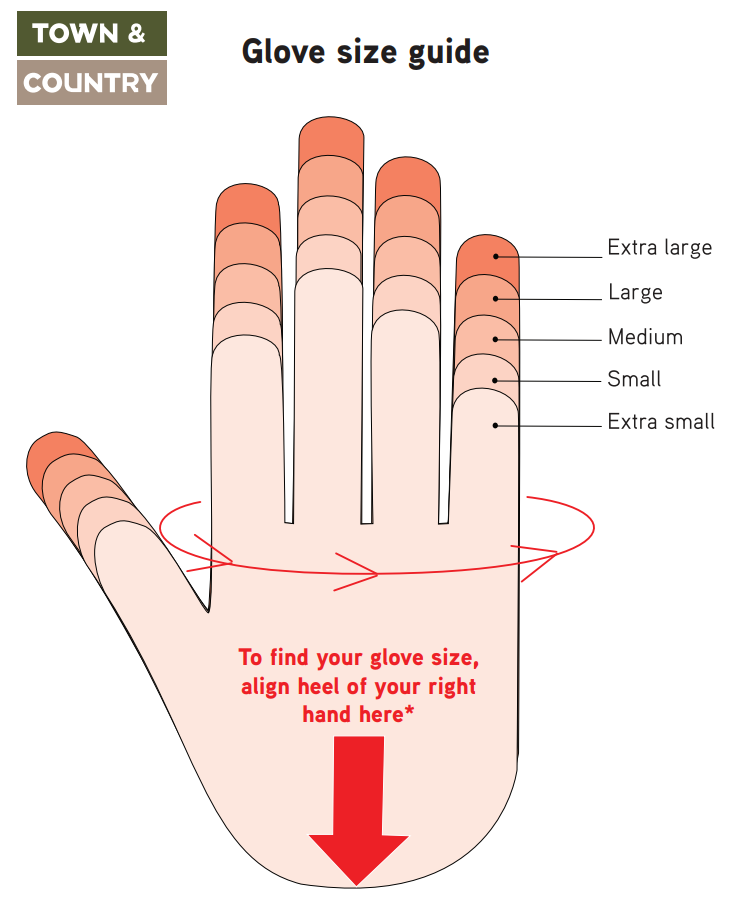 TOWN &
COUNTRY
Glove size guide
Extra large
Large
Medium
Small
Extra small
To find your glove size,
align heel of your right
hand here*